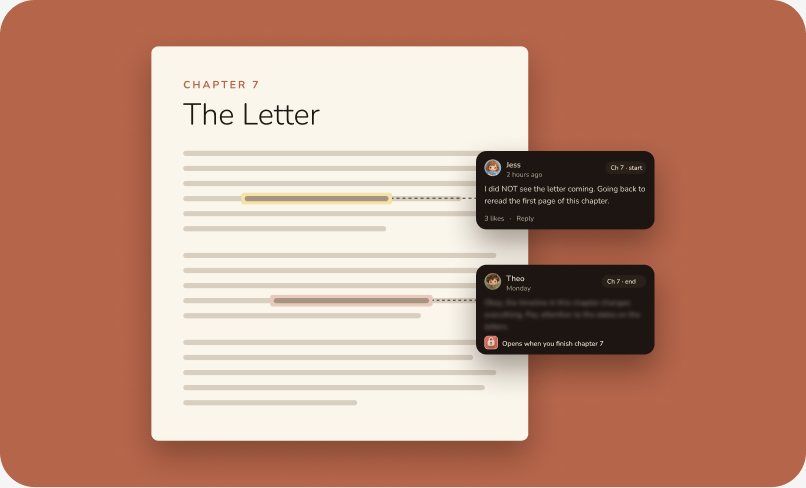 CHAPTER 7
The Letter
Jess
2 hours ago
Ch 7 · start
I did NOT see the letter coming. Going back to
reread the first page of this chapter.
3 likes · Reply
Theo
Monday
Ch 7 · end
Opens when you finish chapter 7